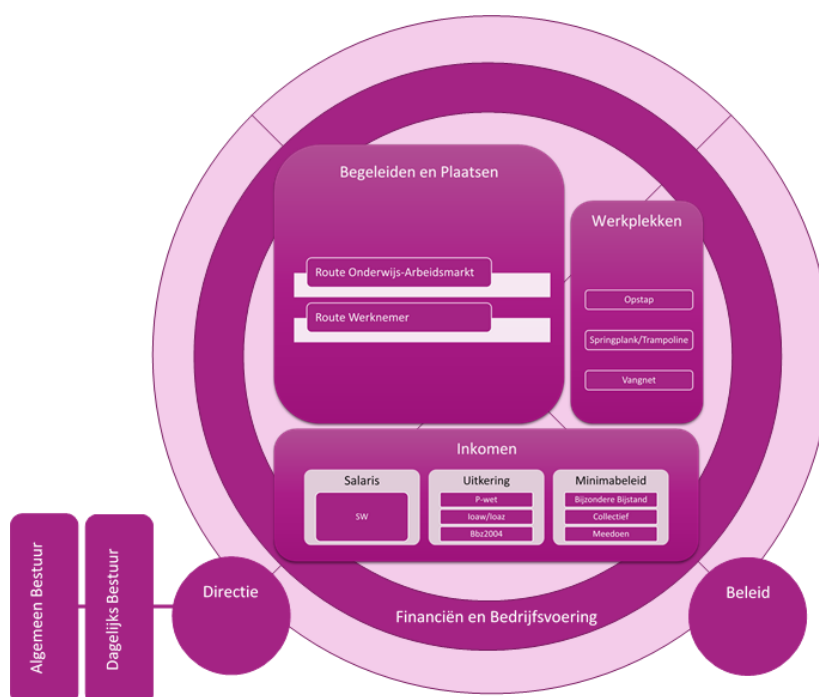 Begeleiden en Plaatsen
Route Onderwijs-Arbeidsmarkt
Route Werknemer
Werkplekken
Opstap
Springplank/Trampoline
Vangnet
Inkomen
Salaris
SW
Uitkering
P-wet
Ioaw/Ioaz
Bbz2004
Minimabeleid
Bijzondere Bijstand
Collectief
Meedoen
Algemeen Bestuur
Dagelijks Bestuur
Directie
Financiën en Bedrijfsvoering
Beleid